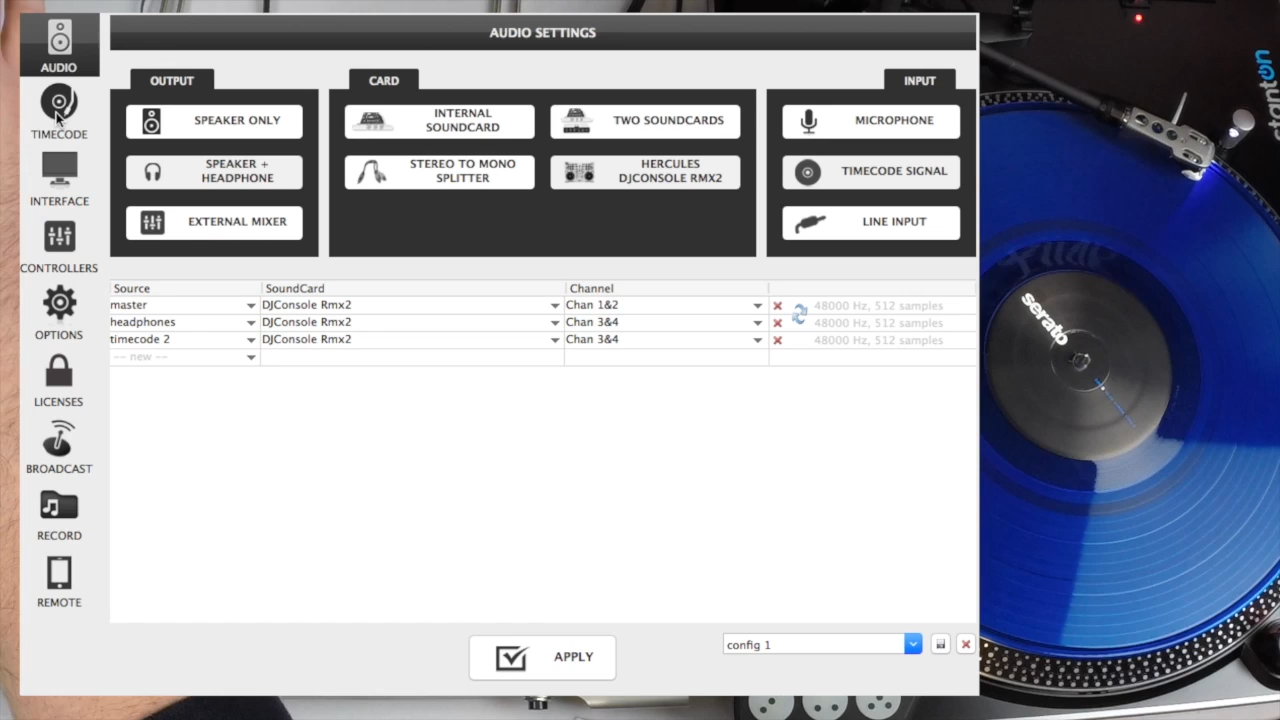 AUDIO
TIMECODE
INTERFACE
CONTROLLERS
OPTIONS
LICENSES
BROADCAST
RECORD
REMOTE
AUDIO SETTINGS
OUTPUT
SPEAKER ONLY
SPEAKER +
HEADPHONE
EXTERNAL MIXER
CARD
INTERNAL
SOUNDCARD
TWO SOUNDCARDS
STEREO TO MONO
SPLITTER
HERCULES
DJCONSOLE RMX2
INPUT
MICROPHONE
TIMECODE SIGNAL
LINE INPUT
Source SoundCard Channel
master DJConsole Rmx2 Chan 1&2 48000 Hz, 512 samples
headphones DJConsole Rmx2 Chan 3&4 48000 Hz, 512 samples
timecode 2 DJConsole Rmx2 Chan 3&4 48000 Hz, 512 samples
-- new --
APPLY
config 1
stanton
serato